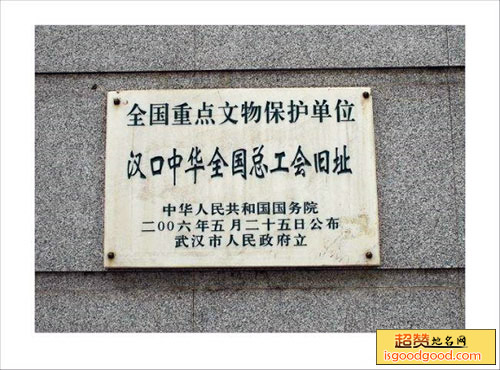 全国重点文物保护单位
汉口中华全国总工会旧址
中华人民共和国国务院
二00六年五月二十五日公布
武汉市人民政府立
超赞地名网
isgoodgood.com